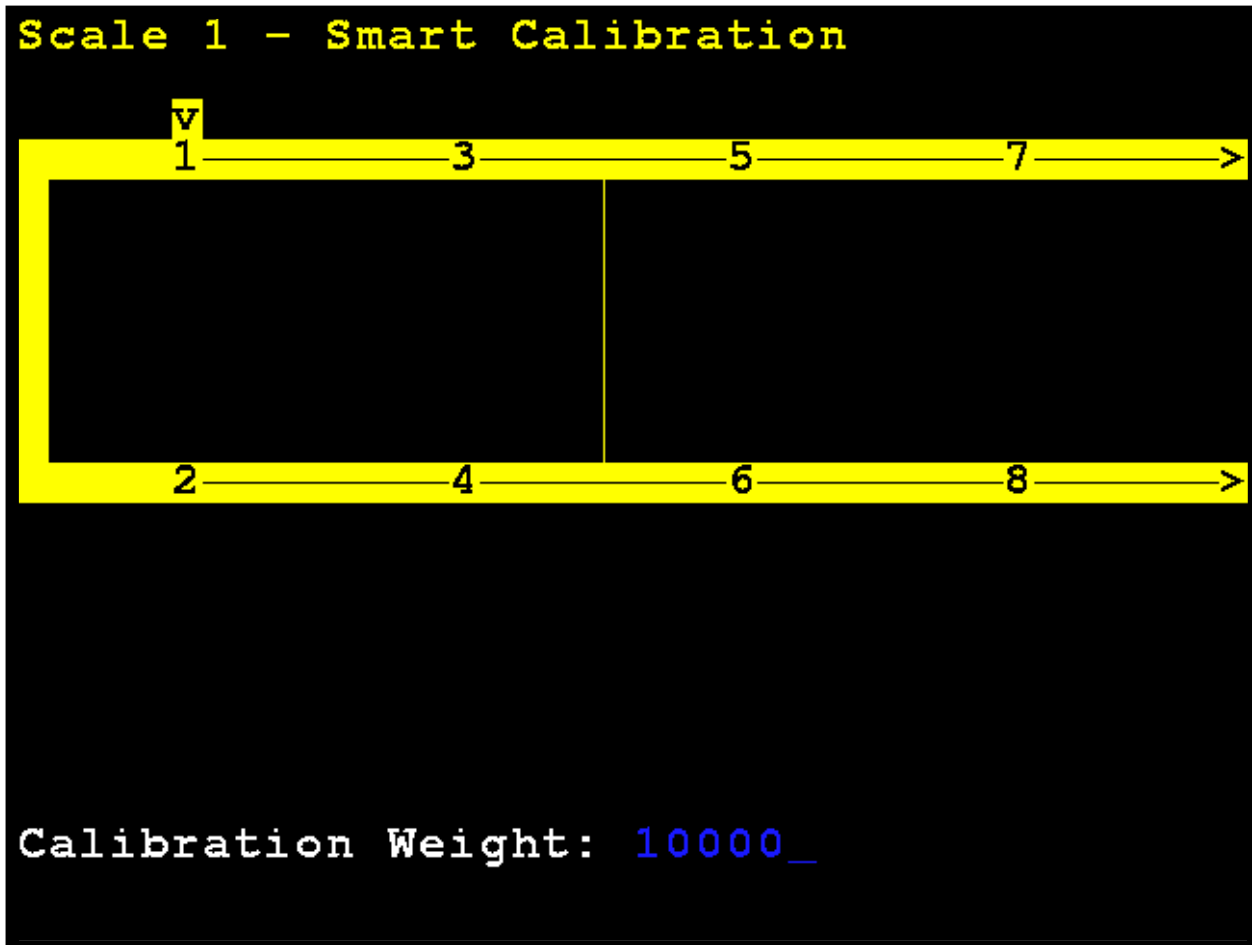 Scale 1 - Smart Calibration
v
1 3 5 7 >
2 4 6 8 >
Calibration Weight: 10000_